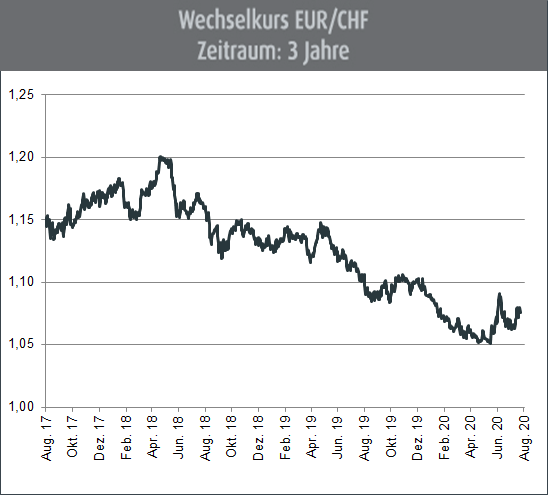 Wechselkurs EUR/CHF
Zeitraum: 3 Jahre
1,25
1,20
1,15
1,10
1,05
1,00
Aug. 17
Okt. 17
Dez. 17
Feb. 18
Apr. 18
Jun. 18
Aug. 18
Okt. 18
Dez. 18
Feb. 19
Apr. 19
Jun. 19
Aug. 19
Okt. 19
Dez. 19
Feb. 20
Apr. 20
Jun. 20
Aug. 20